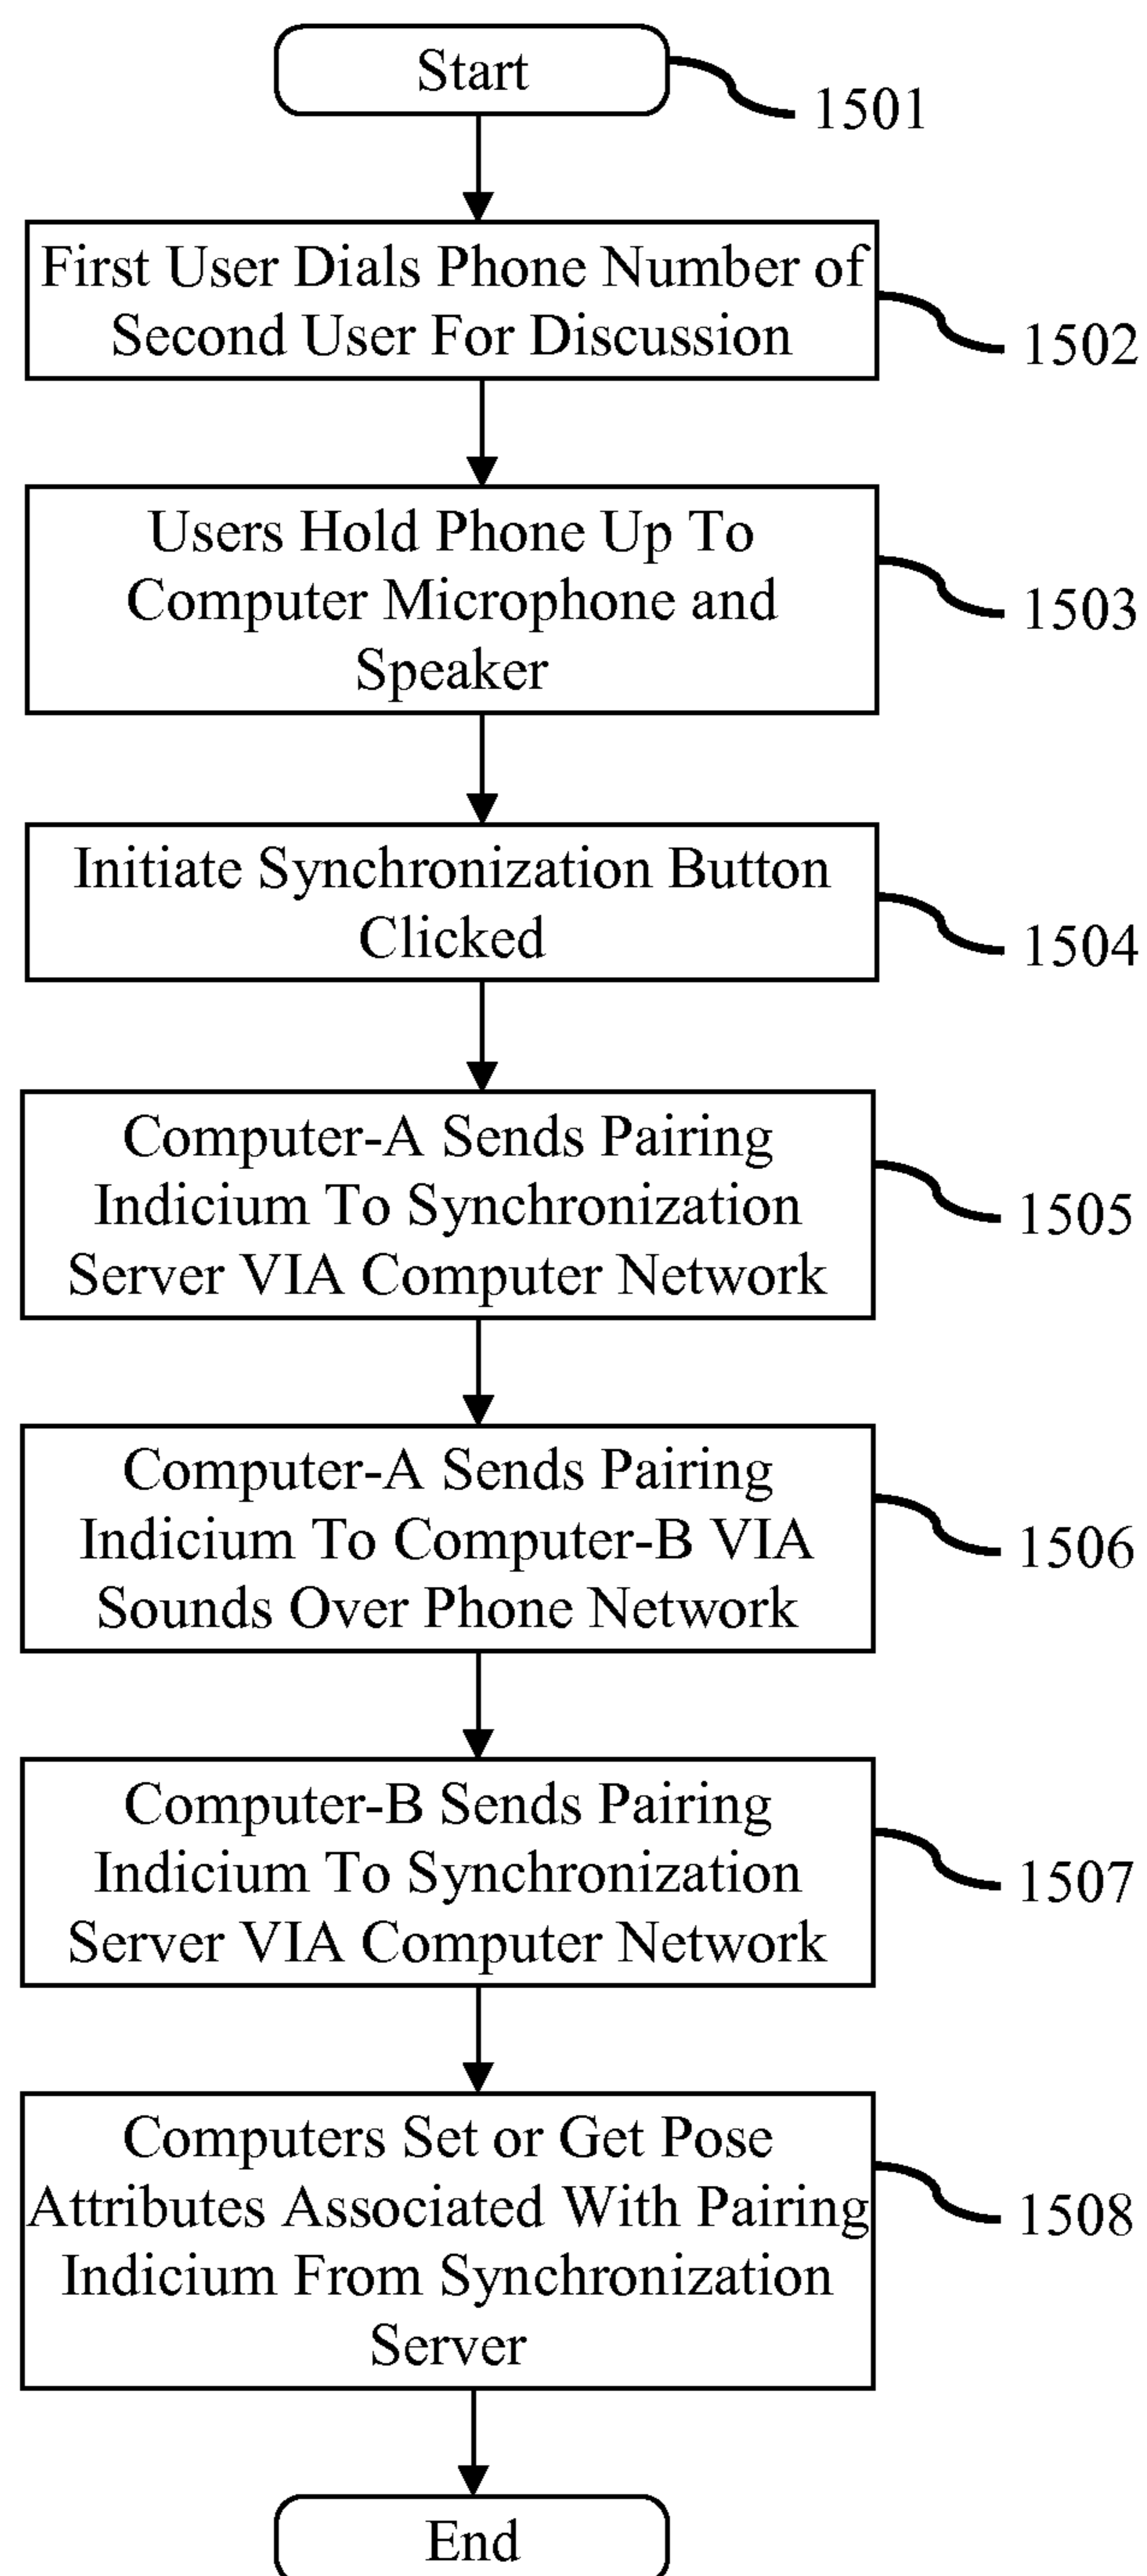 Start
1501
First User Dials Phone Number of
Second User For Discussion
1502
Users Hold Phone Up To
Computer Microphone and
Speaker
1503
Initiate Synchronization Button
Clicked
1504
Computer-A Sends Pairing
Indicium To Synchronization
Server VIA Computer Network
1505
Computer-A Sends Pairing
Indicium To Computer-B VIA
Sounds Over Phone Network
1506
Computer-B Sends Pairing
Indicium To Synchronization
Server VIA Computer Network
1507
Computers Set or Get Pose
Attributes Associated With Pairing
Indicium From Synchronization
Server
1508
End